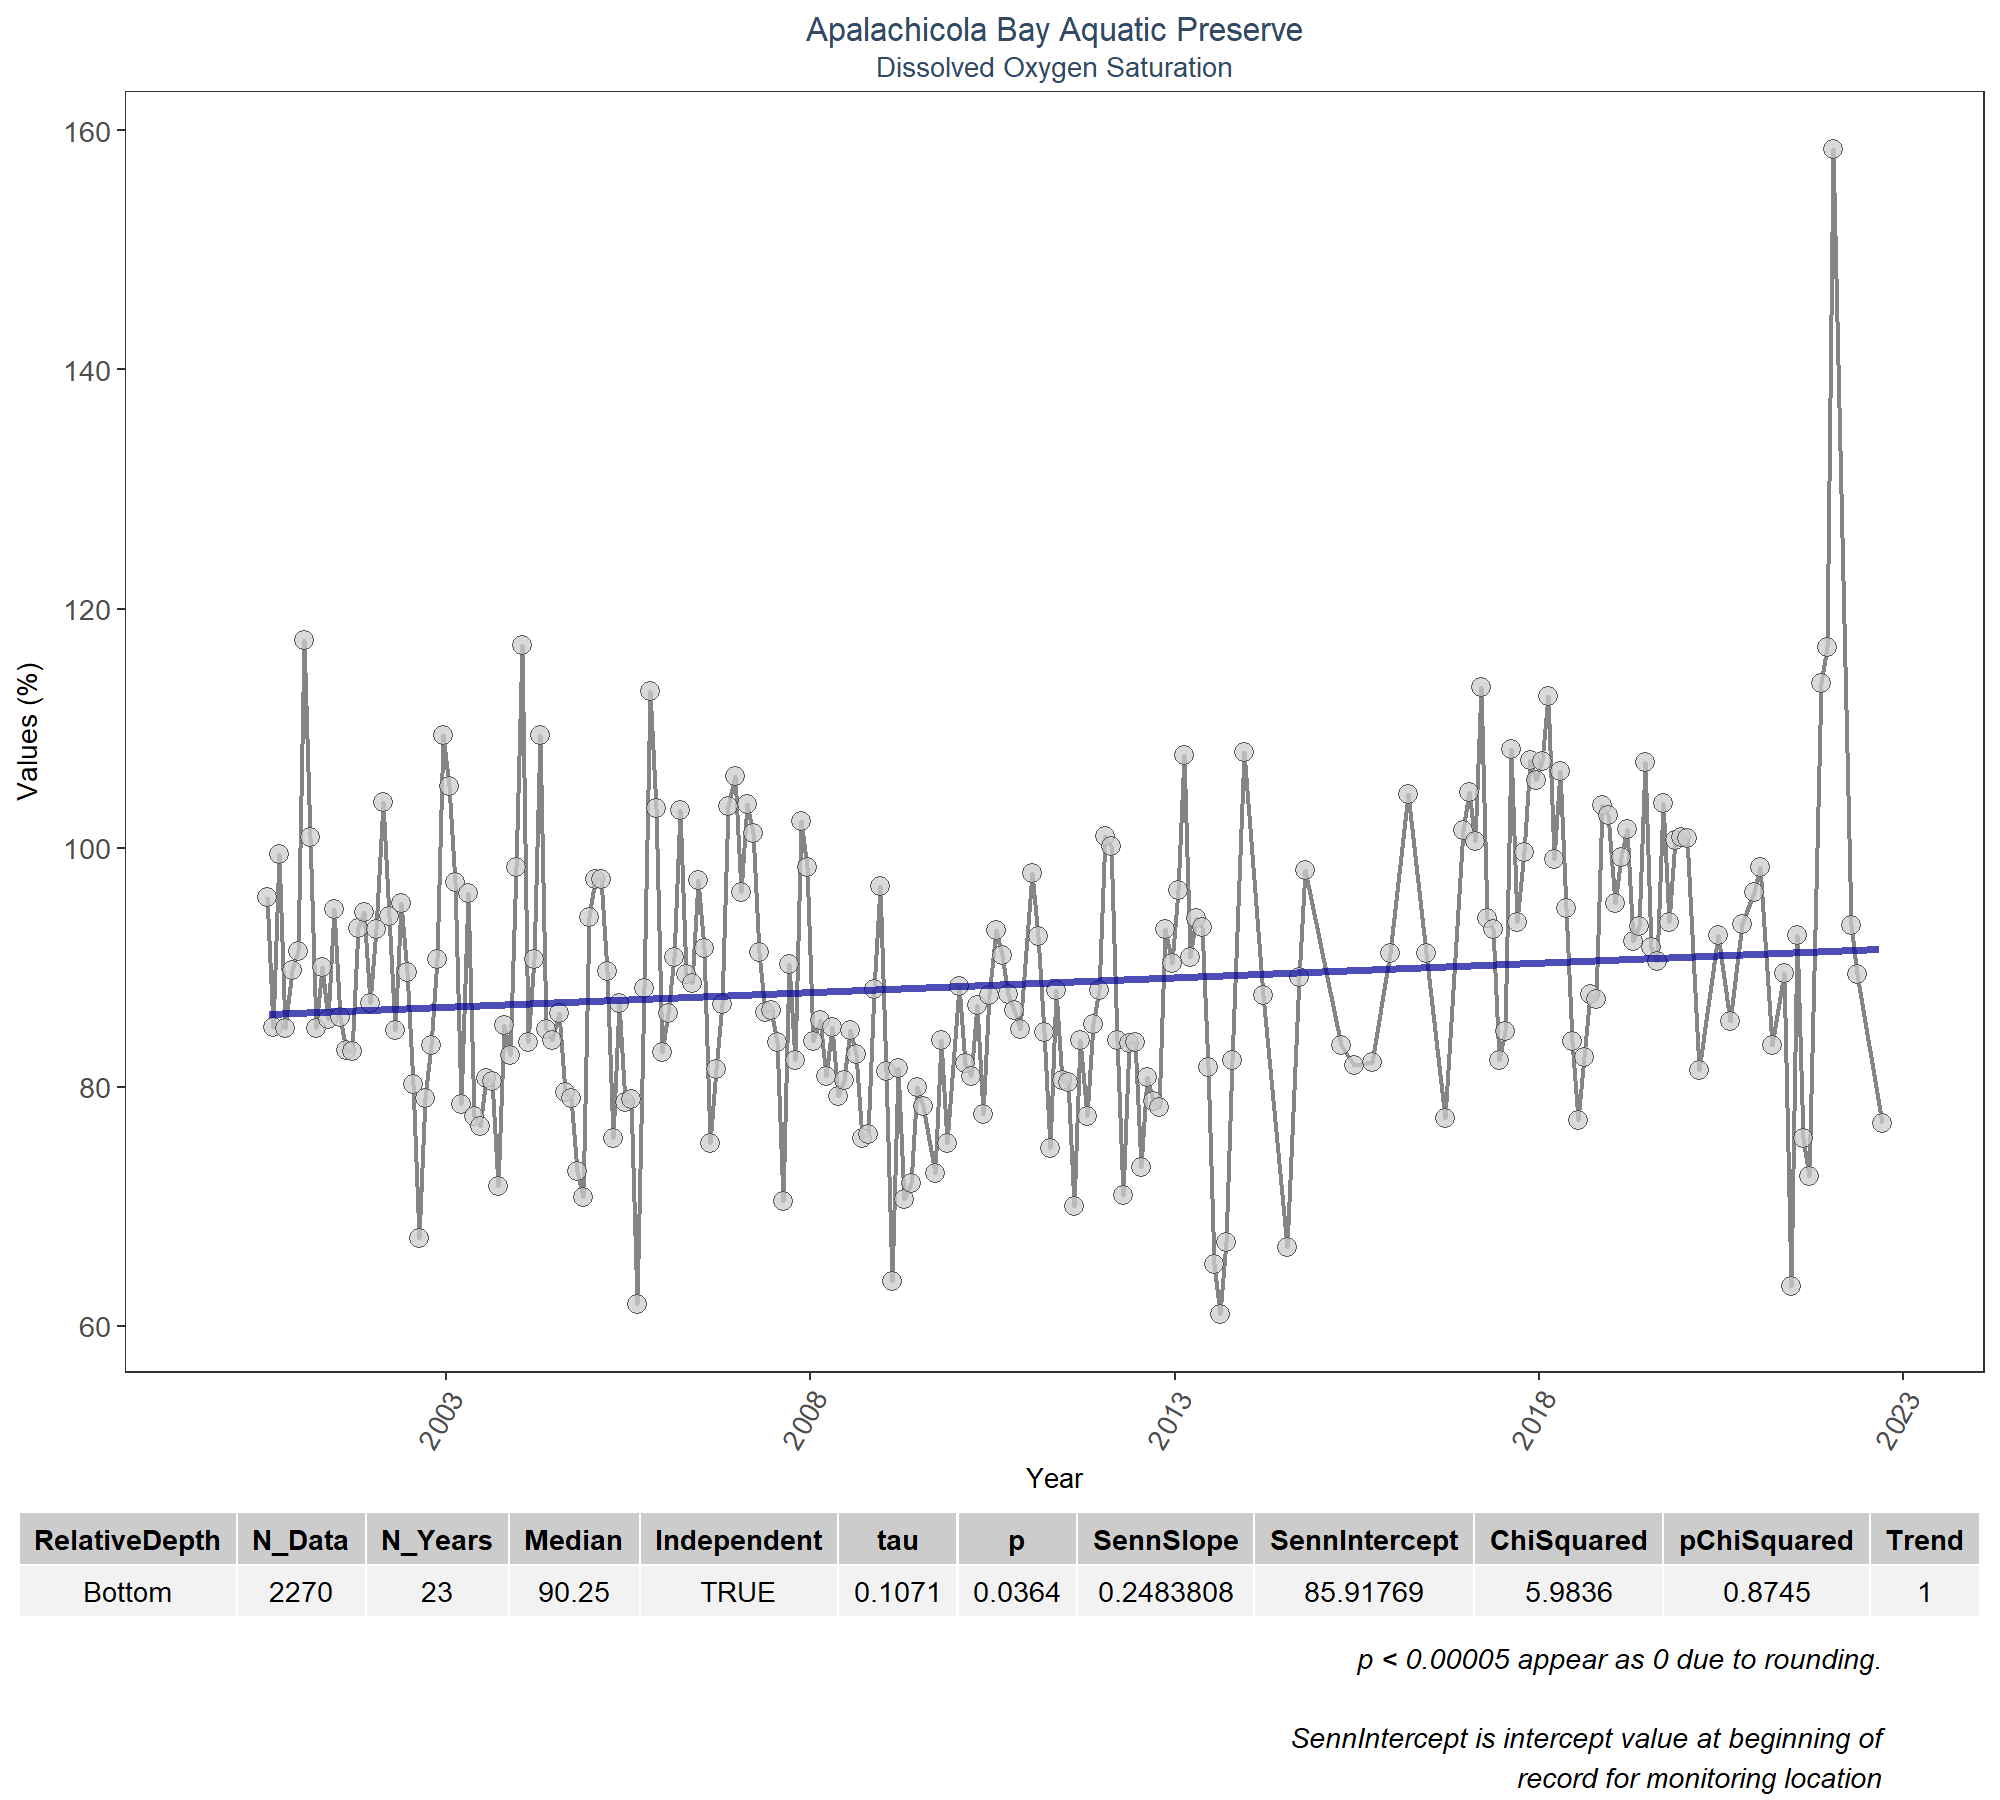 Apalachicola Bay Aquatic Preserve
Dissolved Oxygen Saturation
160
140
120
100
80
60
Values (%)
2003
2008
2013
2018
2023
Year
RelativeDepth N_Data N_Years Median Independent tau p SennSlope SennIntercept ChiSquared pChiSquared Trend
Bottom 2270 23 90.25 TRUE 0.1071 0.0364 0.2483808 85.91769 5.9836 0.8745 1
p < 0.00005 appear as 0 due to rounding.
SennIntercept is intercept value at beginning of
record for monitoring location